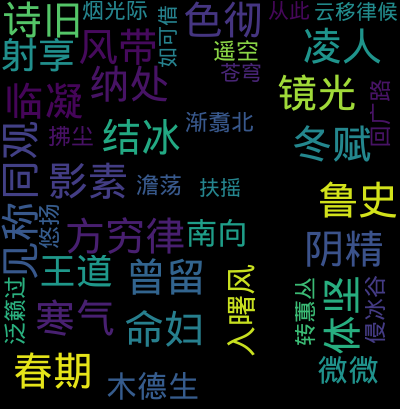 诗旧
烟光际
如可借
色彻
从此
云移律候
射享
风带
遥空
凌人
苍穹
纳处
临凝
镜光
回广路
拂尘
结冰
渐翥北
冬赋
同观
影素
澹荡
扶摇
鲁史
见称
悠扬
方穷律
南向
阴精
王道
曾留
入曙风
泛籁过
寒气
命妇
转蕙丛
体坚
侵冰谷
春期
木德生
微微